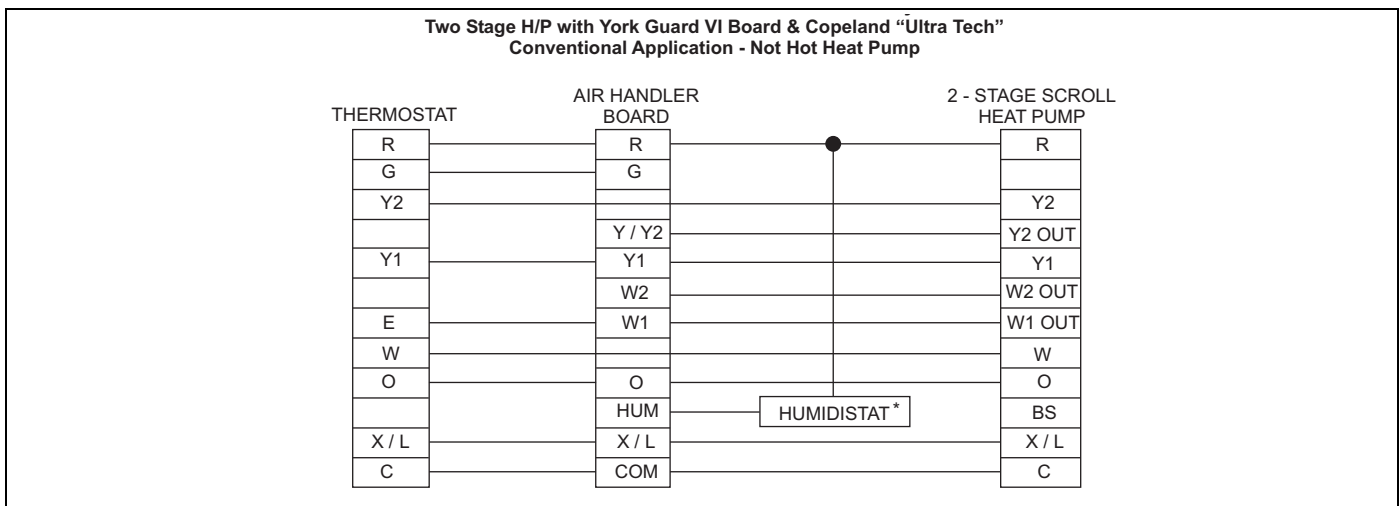 Two Stage H/P with York Guard VI Board & Copeland “Ultra Tech”
Conventional Application - Not Hot Heat Pump
THERMOSTAT
AIR HANDLER
BOARD
2 - STAGE SCROLL
HEAT PUMP
R R R
G G
Y2 Y2
Y / Y2 Y2 OUT
Y1 Y1 Y1
W2 W2 OUT
E W1 W1 OUT
W W
O O O
HUM HUMIDISTAT* BS
X / L X / L X / L
C COM C